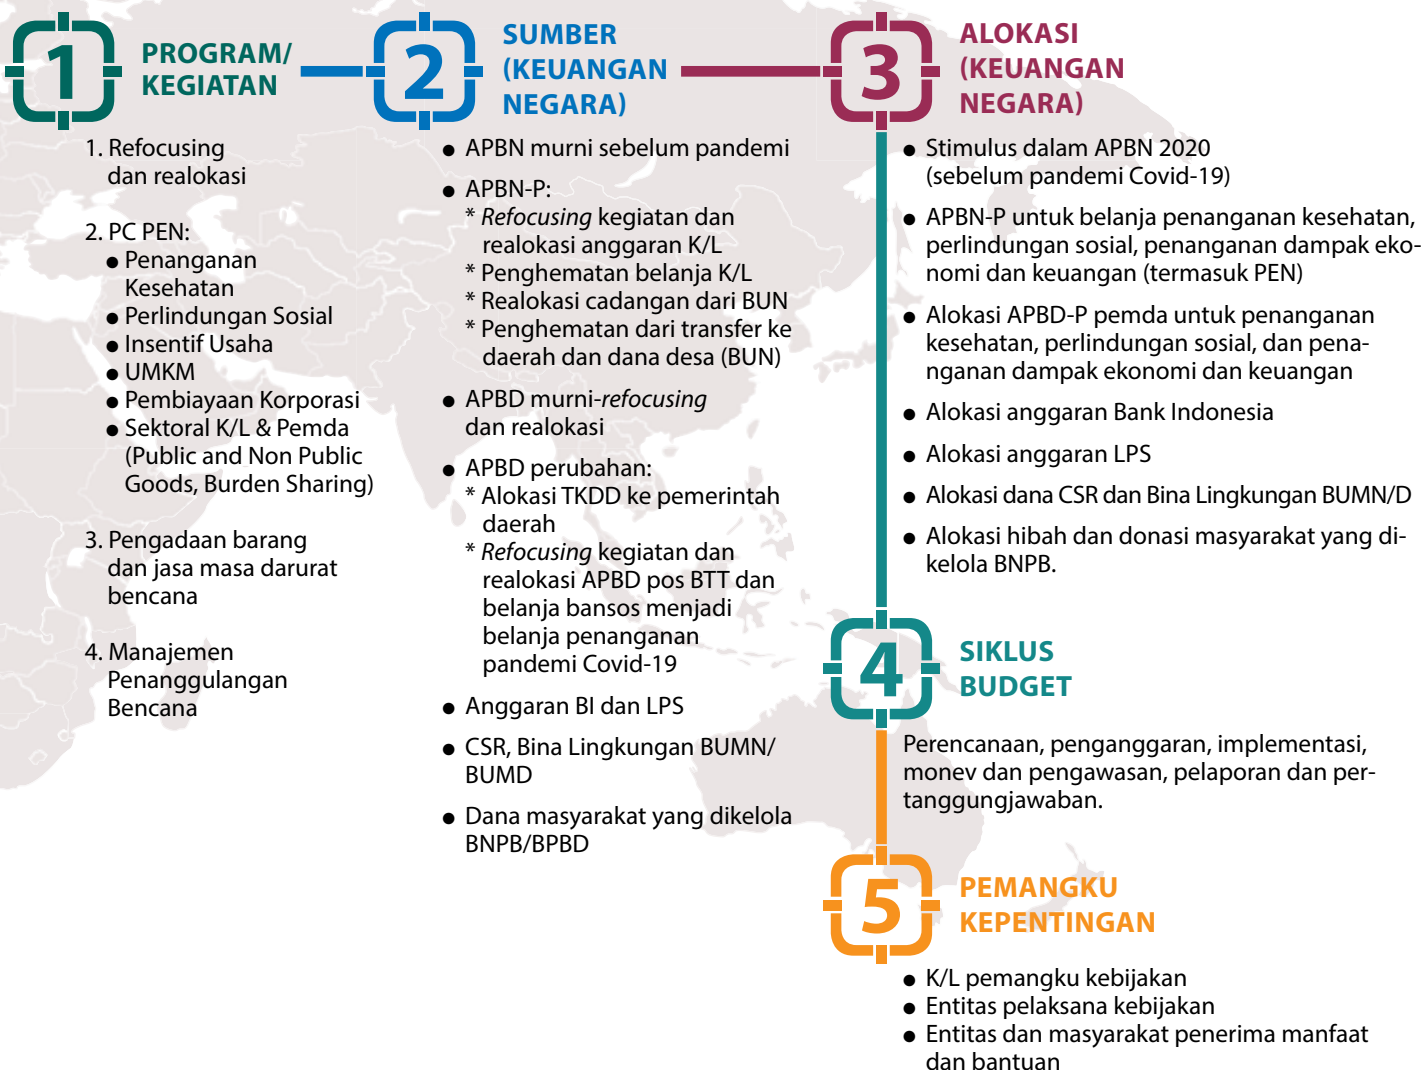 1
PROGRAM/
KEGIATAN
1. Refocusing
dan realokasi
2. PC PEN:
● Penanganan
Kesehatan
● Perlindungan Sosial
● Insentif Usaha
● UMKM
● Pembiayaan Korporasi
● Sektoral K/L & Pemda
(Public and Non Public
Goods, Burden Sharing)
3. Pengadaan barang
dan jasa masa darurat
bencana
4. Manajemen
Penanggulangan
Bencana
2
SUMBER
(KEUANGAN
NEGARA)
● APBN murni sebelum pandemi
● APBN-P:
* Refocusing kegiatan dan
realokasi anggaran K/L
* Penghematan belanja K/L
* Realokasi cadangan dari BUN
* Penghematan dari transfer ke
daerah dan dana desa (BUN)
● APBD murni-refocusing
dan realokasi
● APBD perubahan:
* Alokasi TKDD ke pemerintah
daerah
* Refocusing kegiatan dan
realokasi APBD pos BTT dan
belanja bansos menjadi
belanja penanganan
pandemi Covid-19
● Anggaran BI dan LPS
● CSR, Bina Lingkungan BUMN/
BUMD
● Dana masyarakat yang dikelola
BNPB/BPBD
3
ALOKASI
(KEUANGAN
NEGARA)
● Stimulus dalam APBN 2020
(sebelum pandemi Covid-19)
● APBN-P untuk belanja penanganan kesehatan,
perlindungan sosial, penanganan dampak eko-
nomi dan keuangan (termasuk PEN)
● Alokasi APBD-P pemda untuk penanganan
kesehatan, perlindungan sosial, dan pena-
nganan dampak ekonomi dan keuangan
● Alokasi anggaran Bank Indonesia
● Alokasi anggaran LPS
● Alokasi dana CSR dan Bina Lingkungan BUMN/D
● Alokasi hibah dan donasi masyarakat yang di-
kelola BNPB.
4
SIKLUS
BUDGET
Perencanaan, penganggaran, implementasi,
monev dan pengawasan, pelaporan dan per-
tanggungjawaban.
5
PEMANGKU
KEPENTINGAN
● K/L pemangku kebijakan
● Entitas pelaksana kebijakan
● Entitas dan masyarakat penerima manfaat
dan bantuan